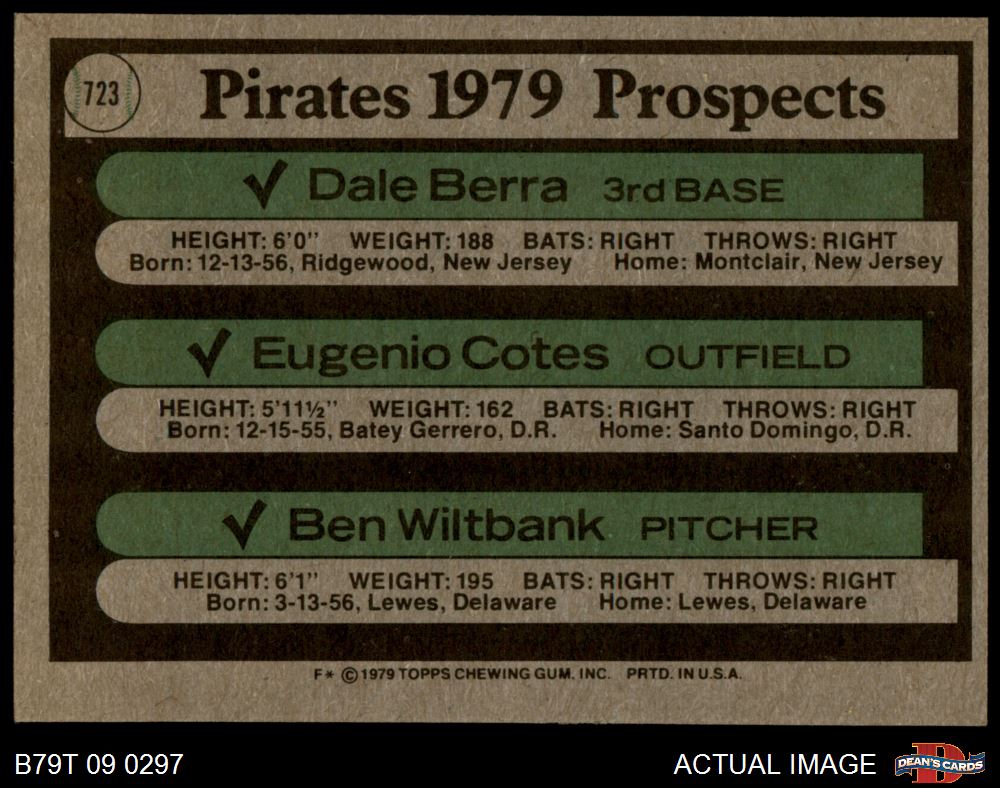 723
Pirates 1979 Prospects
✓ Dale Berra 3rd BASE
HEIGHT: 6'0" WEIGHT: 188 BATS: RIGHT THROWS: RIGHT
Born: 12-13-56, Ridgewood, New Jersey Home: Montclair, New Jersey
✓ Eugenio Cotes OUTFIELD
HEIGHT: 5'11½" WEIGHT: 162 BATS: RIGHT THROWS: RIGHT
Born: 12-15-55, Batey Gerrero, D.R. Home: Santo Domingo, D.R.
✓ Ben Wiltbank PITCHER
HEIGHT: 6'1" WEIGHT: 195 BATS: RIGHT THROWS: RIGHT
Born: 3-13-56, Lewes, Delaware Home: Lewes, Delaware
F* © 1979 TOPPS CHEWING GUM. INC. PRTD. IN U.S.A.
B79T 09 0297 ACTUAL IMAGE
D
DEAN'S CARDS